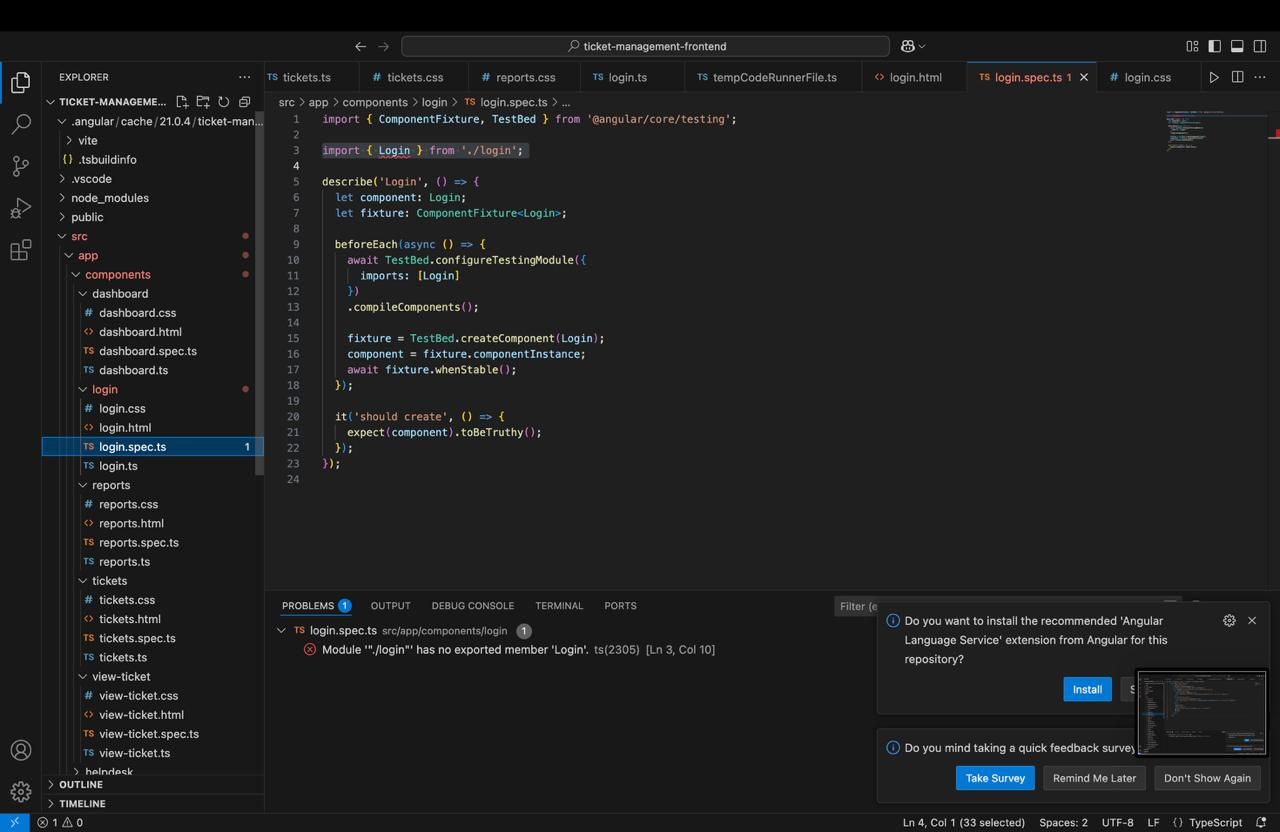 ticket-management-frontend
EXPLORER
TICKET-MANAGEME...
.angular/cache/21.0.4/ticket-man...
vite
{} .tsbuildinfo
.vscode
node_modules
public
src
app
components
dashboard
# dashboard.css
<> dashboard.html
TS dashboard.spec.ts
TS dashboard.ts
login
# login.css
<> login.html
TS login.spec.ts 1
TS login.ts
reports
# reports.css
<> reports.html
TS reports.spec.ts
TS reports.ts
tickets
# tickets.css
<> tickets.html
TS tickets.spec.ts
TS tickets.ts
view-ticket
# view-ticket.css
<> view-ticket.html
TS view-ticket.spec.ts
TS view-ticket.ts
helpdesk
OUTLINE
TIMELINE
TS tickets.ts # tickets.css # reports.css TS login.ts TS tempCodeRunnerFile.ts <> login.html TS login.spec.ts 1 # login.css
src > app > components > login > TS login.spec.ts > ...
1 import { ComponentFixture, TestBed } from '@angular/core/testing';
2
3 import { Login } from './login';
4
5 describe('Login', () => {
6 let component: Login;
7 let fixture: ComponentFixture<Login>;
8
9 beforeEach(async () => {
10 await TestBed.configureTestingModule({
11 imports: [Login]
12 })
13 .compileComponents();
14
15 fixture = TestBed.createComponent(Login);
16 component = fixture.componentInstance;
17 await fixture.whenStable();
18 });
19
20 it('should create', () => {
21 expect(component).toBeTruthy();
22 });
23 });
24
PROBLEMS 1 OUTPUT DEBUG CONSOLE TERMINAL PORTS
Filter (e
TS login.spec.ts src/app/components/login 1
Module '"./login"' has no exported member 'Login'. ts(2305) [Ln 3, Col 10]
Do you want to install the recommended 'Angular
Language Service' extension from Angular for this
repository?
Install
Do you mind taking a quick feedback survey
Take Survey Remind Me Later Don't Show Again
1 0
Ln 4, Col 1 (33 selected) Spaces: 2 UTF-8 LF {} TypeScript